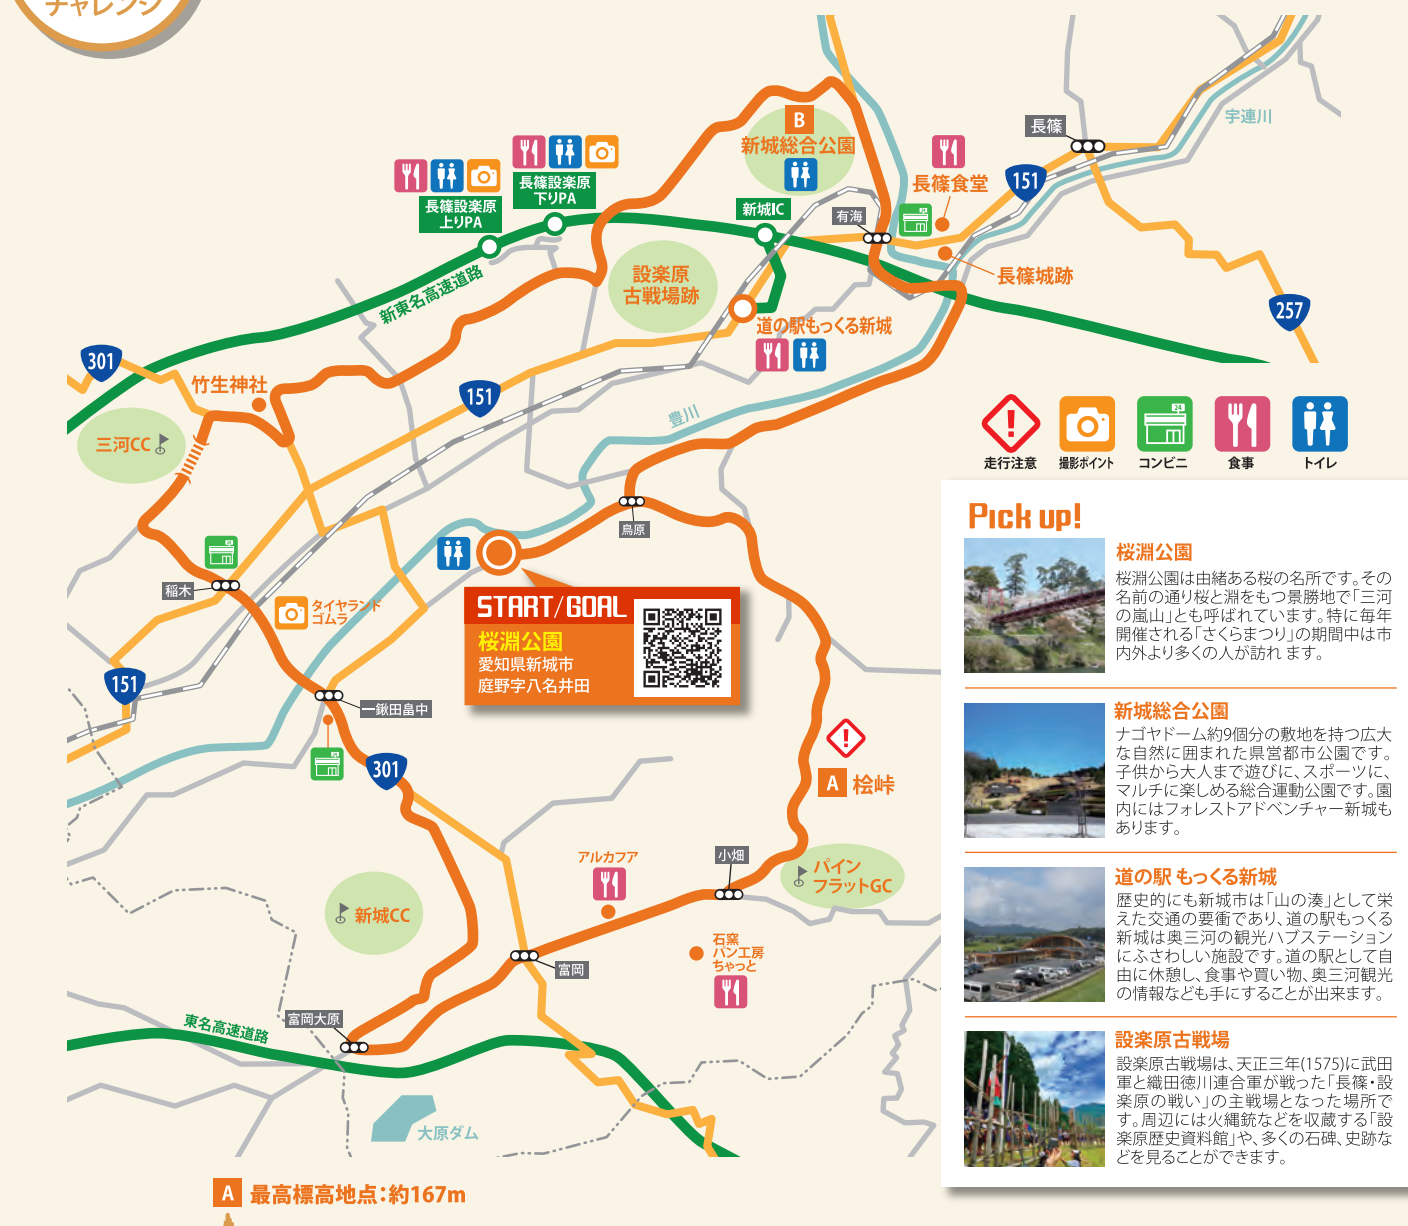 チャレンジ
宇連川
長篠
B
新城総合公園
長篠食堂
151
長篠設楽原
下りPA
長篠設楽原
上りPA
新城IC
有海
設楽原
古戦場跡
長篠城跡
新東名高速道路
257
道の駅もっくる新城
301
竹生神社
151
豊川
三河CC
走行注意
撮影ポイント
24
コンビニ
食事
トイレ
鳥原
稲木
タイヤランド
ゴムラ
START/GOAL
桜淵公園
愛知県新城市
庭野字八名井田
151
一鍬田畠中
301
A 桧峠
小畑
パイン
フラットGC
アルカフア
新城CC
石窯
パン工房
ちゃっと
富岡
富岡大原
東名高速道路
大原ダム
A 最高標高地点:約167m
Pick up!
桜淵公園
桜淵公園は由緒ある桜の名所です。その
名前の通り桜と淵をもつ景勝地で「三河
の嵐山」とも呼ばれています。特に毎年
開催される「さくらまつり」の期間中は市
内外より多くの人が訪れ ます。
新城総合公園
ナゴヤドーム約9個分の敷地を持つ広大
な自然に囲まれた県営都市公園です。
子供から大人まで遊びに、スポーツに、
マルチに楽しめる総合運動公園です。園
内にはフォレストアドベンチャー新城も
あります。
道の駅 もっくる新城
歴史的にも新城市は「山の湊」として栄
えた交通の要衝であり、道の駅もっくる
新城は奥三河の観光ハブステーション
にふさわしい施設です。道の駅として自
由に休憩し、食事や買い物、奥三河観光
の情報なども手にすることが出来ます。
設楽原古戦場
設楽原古戦場は、天正三年(1575)に武田
軍と織田徳川連合軍が戦った「長篠・設
楽原の戦い」の主戦場となった場所で
す。周辺には火縄銃などを収蔵する「設
楽原歴史資料館」や、多くの石碑、史跡な
どを見ることができます。